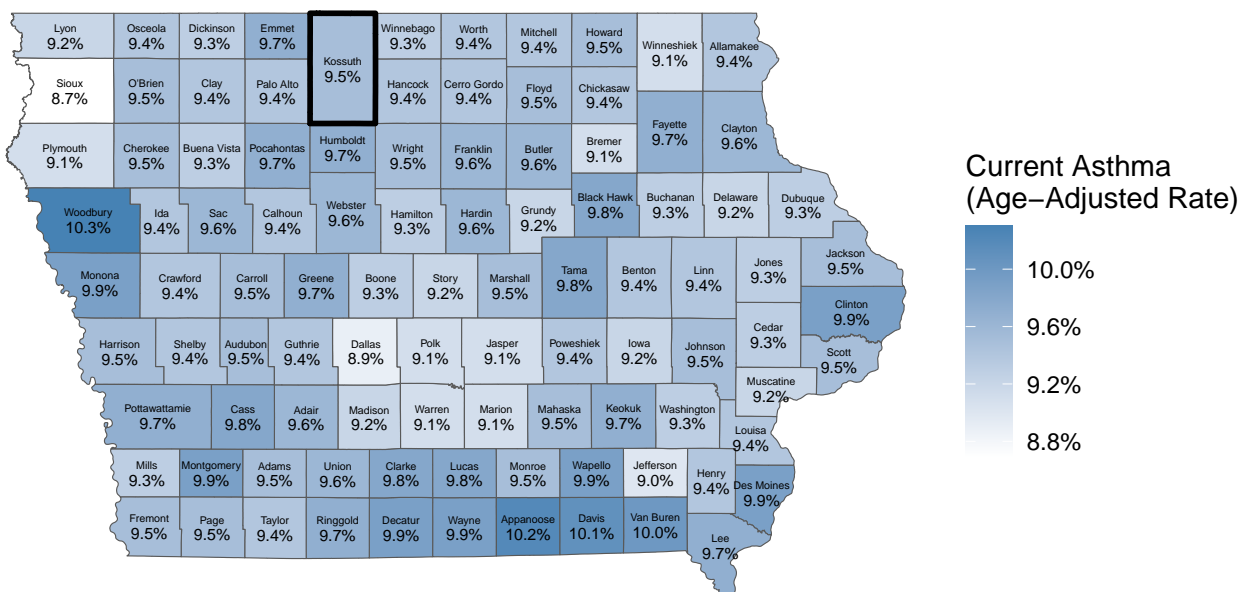 Lyon
9.2%
Osceola
9.4%
Dickinson
9.3%
Emmet
9.7%
Kossuth
9.5%
Winnebago
9.3%
Worth
9.4%
Mitchell
9.4%
Howard
9.5%
Winneshiek
9.1%
Allamakee
9.4%
Sioux
8.7%
O'Brien
9.5%
Clay
9.4%
Palo Alto
9.4%
Hancock
9.4%
Cerro Gordo
9.4%
Floyd
9.5%
Chickasaw
9.4%
Fayette
9.7%
Clayton
9.6%
Plymouth
9.1%
Cherokee
9.5%
Buena Vista
9.3%
Pocahontas
9.7%
Humboldt
9.7%
Wright
9.5%
Franklin
9.6%
Butler
9.6%
Bremer
9.1%
Woodbury
10.3%
Ida
9.4%
Sac
9.6%
Calhoun
9.4%
Webster
9.6%
Hamilton
9.3%
Hardin
9.6%
Grundy
9.2%
Black Hawk
9.8%
Buchanan
9.3%
Delaware
9.2%
Dubuque
9.3%
Monona
9.9%
Crawford
9.4%
Carroll
9.5%
Greene
9.7%
Boone
9.3%
Story
9.2%
Marshall
9.5%
Tama
9.8%
Benton
9.4%
Linn
9.4%
Jones
9.3%
Jackson
9.5%
Clinton
9.9%
Harrison
9.5%
Shelby
9.4%
Audubon
9.5%
Guthrie
9.4%
Dallas
8.9%
Polk
9.1%
Jasper
9.1%
Poweshiek
9.4%
Iowa
9.2%
Johnson
9.5%
Cedar
9.3%
Scott
9.5%
Muscatine
9.2%
Pottawattamie
9.7%
Cass
9.8%
Adair
9.6%
Madison
9.2%
Warren
9.1%
Marion
9.1%
Mahaska
9.5%
Keokuk
9.7%
Washington
9.3%
Louisa
9.4%
Mills
9.3%
Montgomery
9.9%
Adams
9.5%
Union
9.6%
Clarke
9.8%
Lucas
9.8%
Monroe
9.5%
Wapello
9.9%
Jefferson
9.0%
Henry
9.4%
Des Moines
9.9%
Fremont
9.5%
Page
9.5%
Taylor
9.4%
Ringgold
9.7%
Decatur
9.9%
Wayne
9.9%
Appanoose
10.2%
Davis
10.1%
Van Buren
10.0%
Lee
9.7%
Current Asthma
(Age−Adjusted Rate)
10.0%
9.6%
9.2%
8.8%